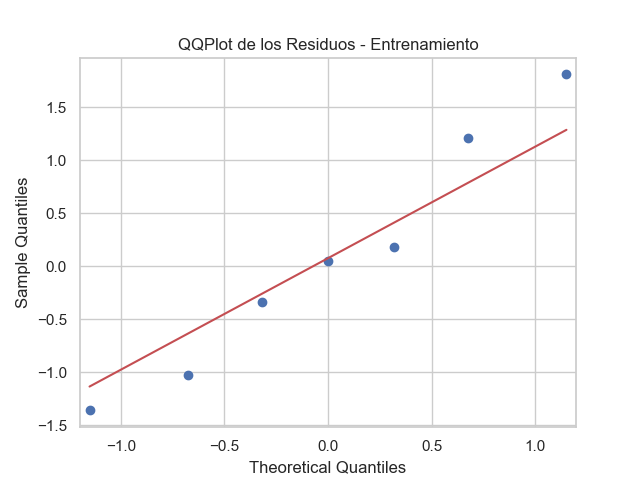 QQPlot de los Residuos - Entrenamiento
Sample Quantiles
1.5
1.0
0.5
0.0
−0.5
−1.0
−1.5
−1.0 −0.5 0.0 0.5 1.0
Theoretical Quantiles